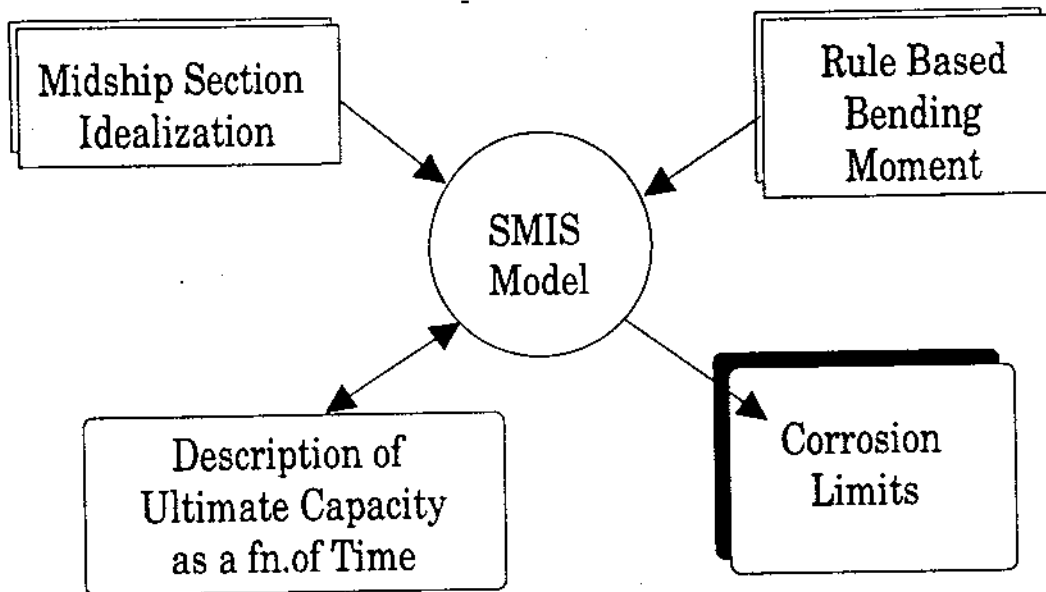 Midship Section
Idealization
Rule Based
Bending
Moment
SMIS
Model
Description of
Ultimate Capacity
as a fn.of Time
Corrosion
Limits